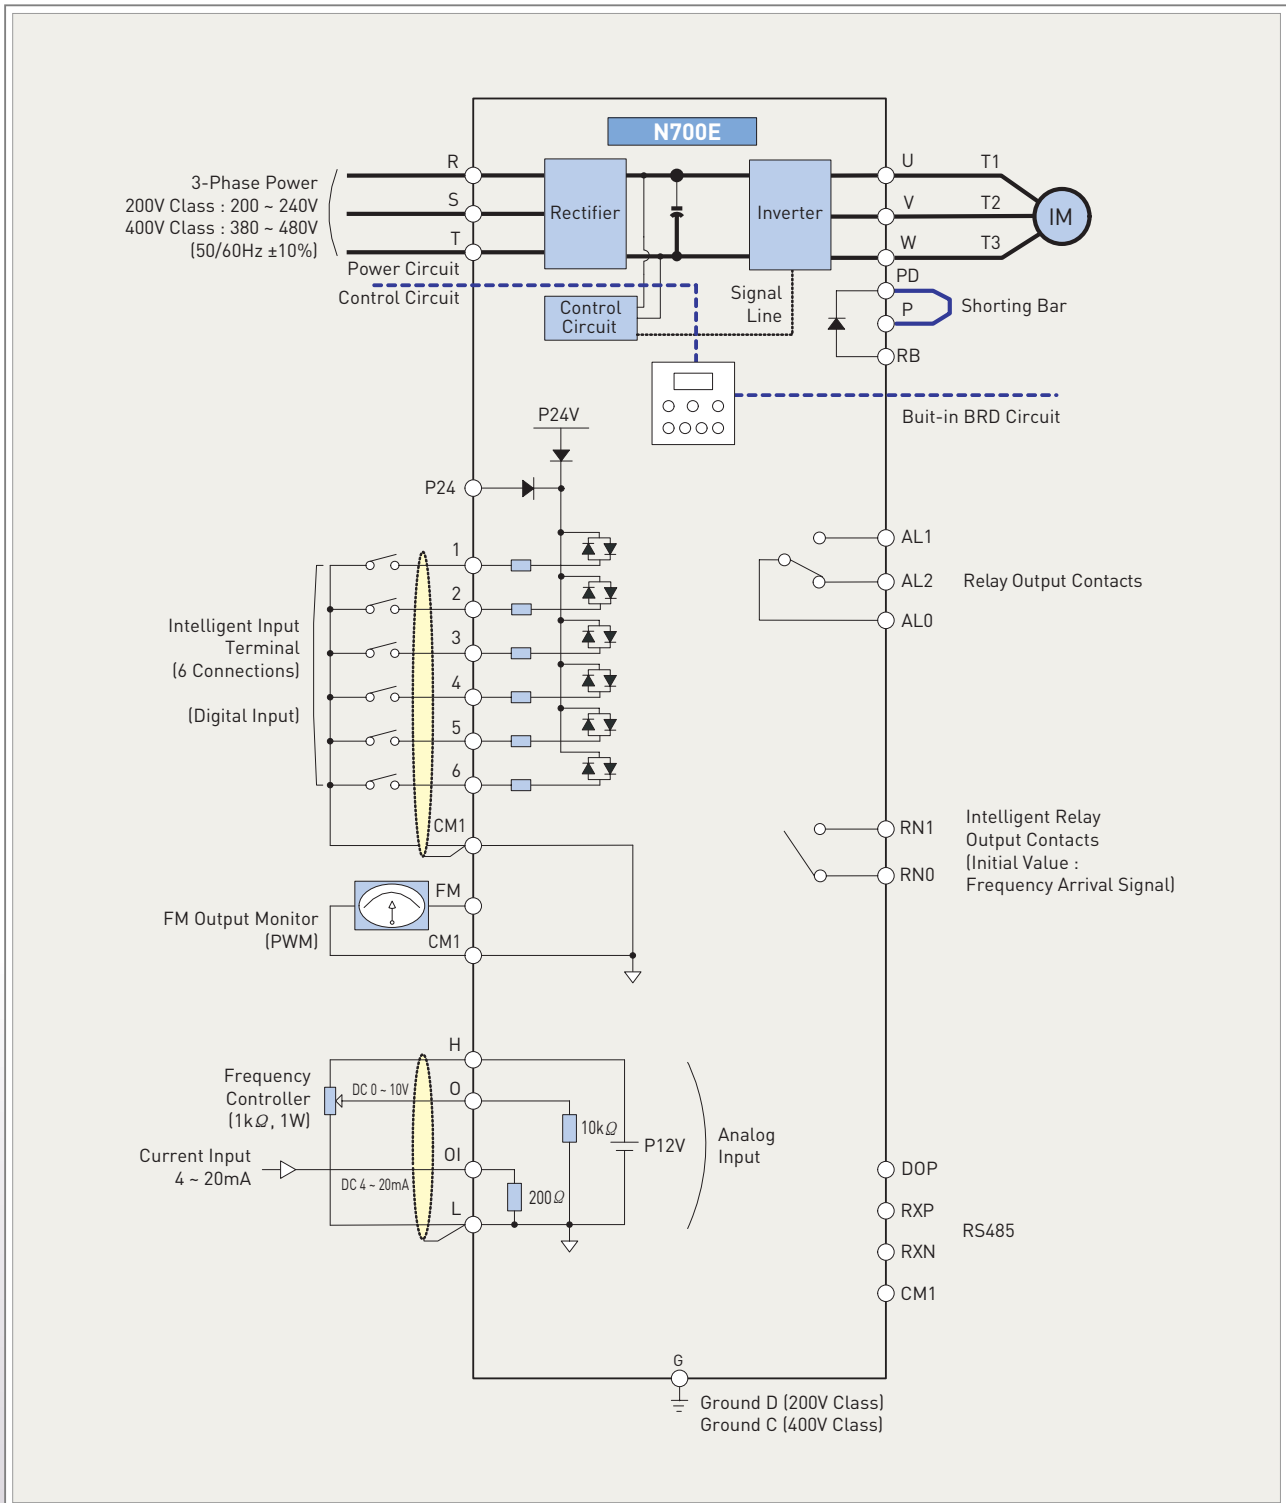 N700E
R
S
T
3-Phase Power
200V Class : 200 ~ 240V
400V Class : 380 ~ 480V
(50/60Hz ±10%)
Rectifier
Inverter
U
V
W
T1
T2
T3
IM
Power Circuit
Control Circuit
Control
Circuit
Signal
Line
PD
P
RB
Shorting Bar
Buit-in BRD Circuit
P24V
P24
1
2
3
4
5
6
CM1
Intelligent Input
Terminal
(6 Connections)
(Digital Input)
AL1
AL2
AL0
Relay Output Contacts
RN1
RN0
Intelligent Relay
Output Contacts
(Initial Value :
Frequency Arrival Signal)
FM
CM1
FM Output Monitor
(PWM)
H
O
OI
L
Frequency
Controller
(1kΩ, 1W)
DC 0 ~ 10V
Current Input
4 ~ 20mA
DC 4 ~ 20mA
10kΩ
200Ω
P12V
Analog
Input
DOP
RXP
RXN
CM1
RS485
G
Ground D (200V Class)
Ground C (400V Class)